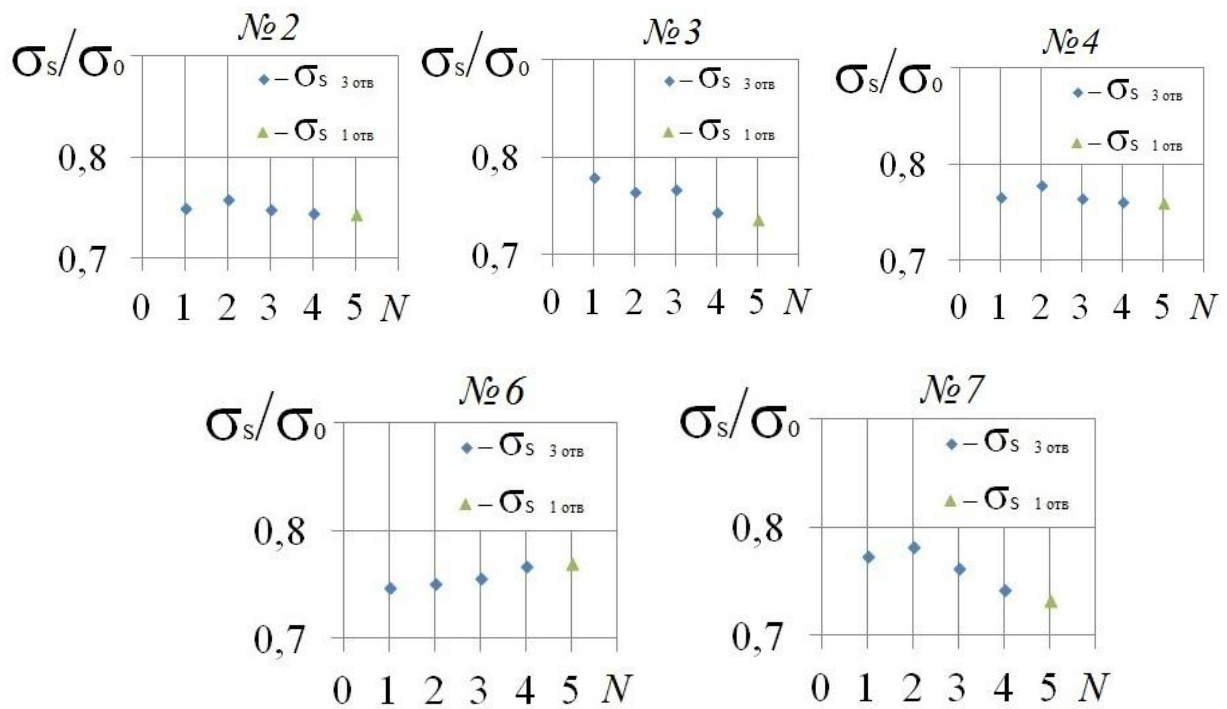 № 2
σs/σ0
– σs 3 отв
– σs 1 отв
0,8
0,7
0 1 2 3 4 5 N
№ 3
σs/σ0
– σs 3 отв
– σs 1 отв
0,8
0,7
0 1 2 3 4 5 N
№ 4
σs/σ0
– σs 3 отв
– σs 1 отв
0,8
0,7
0 1 2 3 4 5 N
№ 6
σs/σ0
– σs 3 отв
– σs 1 отв
0,8
0,7
0 1 2 3 4 5 N
№ 7
σs/σ0
– σs 3 отв
– σs 1 отв
0,8
0,7
0 1 2 3 4 5 N